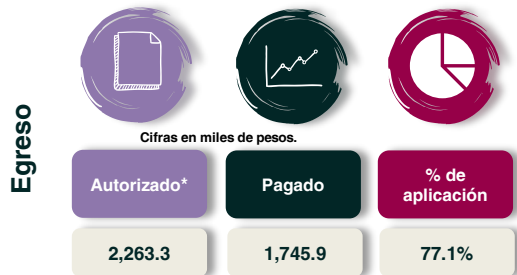 Egreso
Cifras en miles de pesos.
Autorizado*
Pagado
% de
aplicación
2,263.3
1,745.9
77.1%